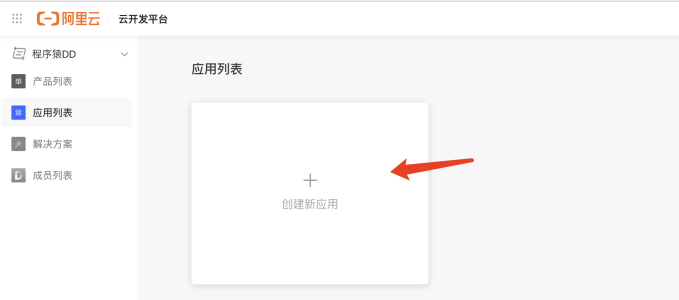 阿里云 云开发平台
程序猿DD
产品列表
应用列表
解决方案
成员列表
应用列表
创建新应用